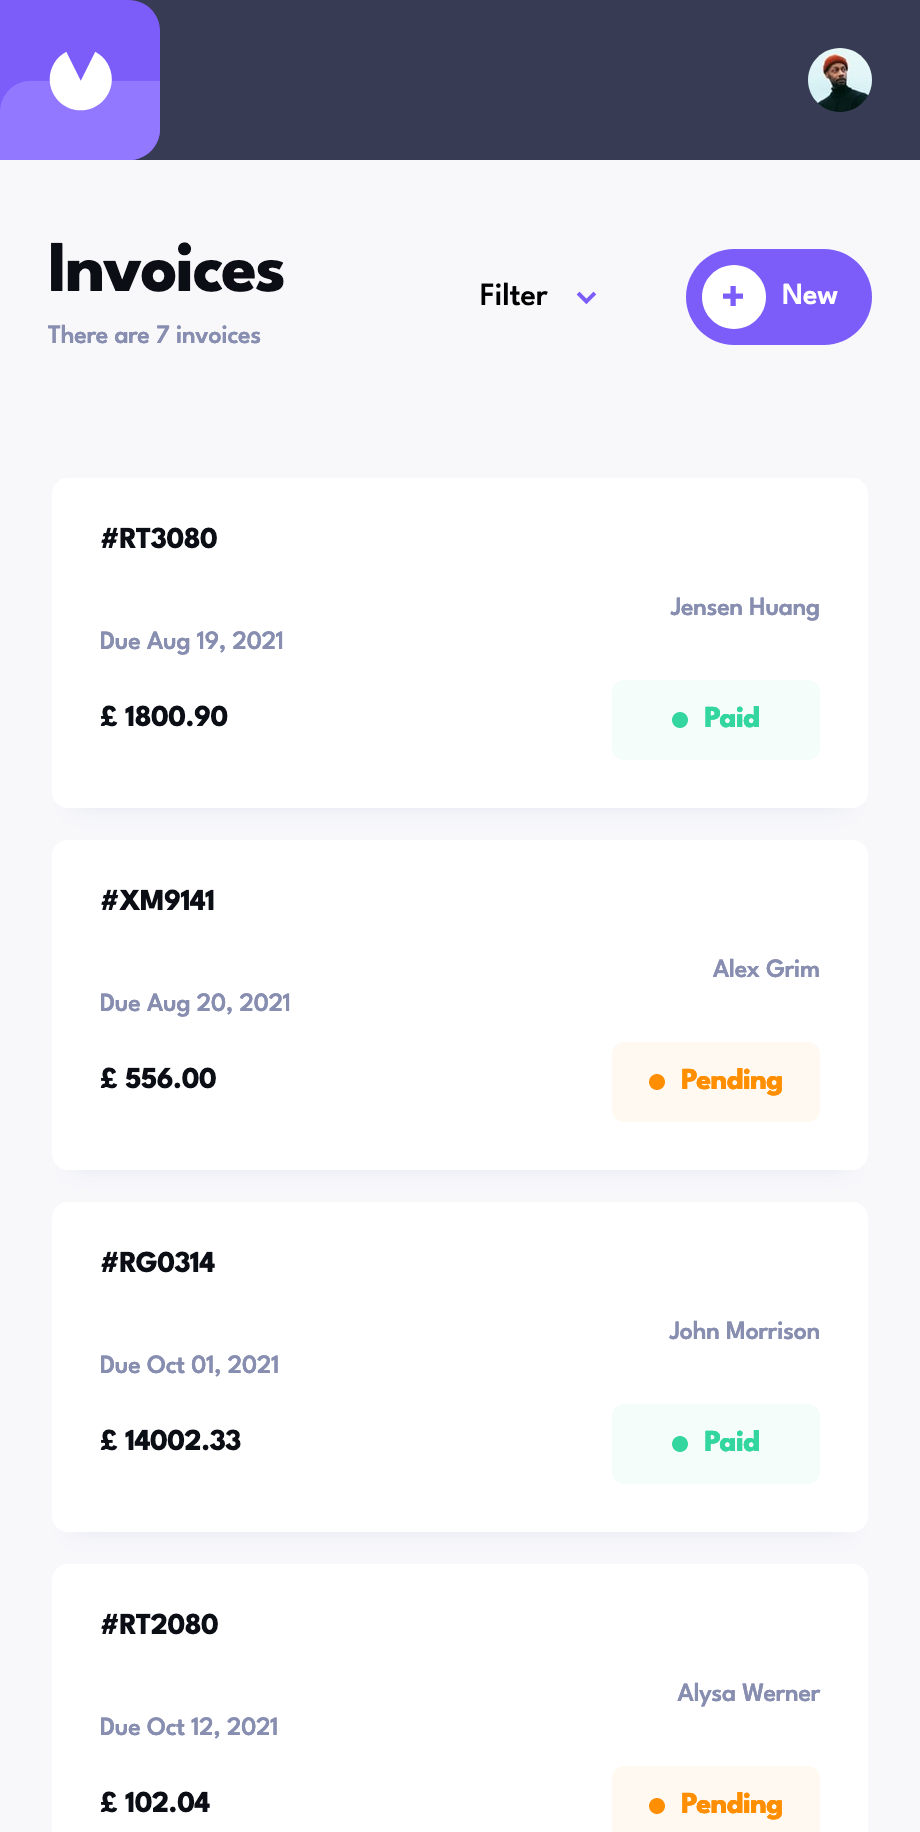 Invoices
There are 7 invoices
Filter
New
#RT3080
Jensen Huang
Due Aug 19, 2021
£ 1800.90
Paid
#XM9141
Alex Grim
Due Aug 20, 2021
£ 556.00
Pending
#RG0314
John Morrison
Due Oct 01, 2021
£ 14002.33
Paid
#RT2080
Alysa Werner
Due Oct 12, 2021
£ 102.04
Pending